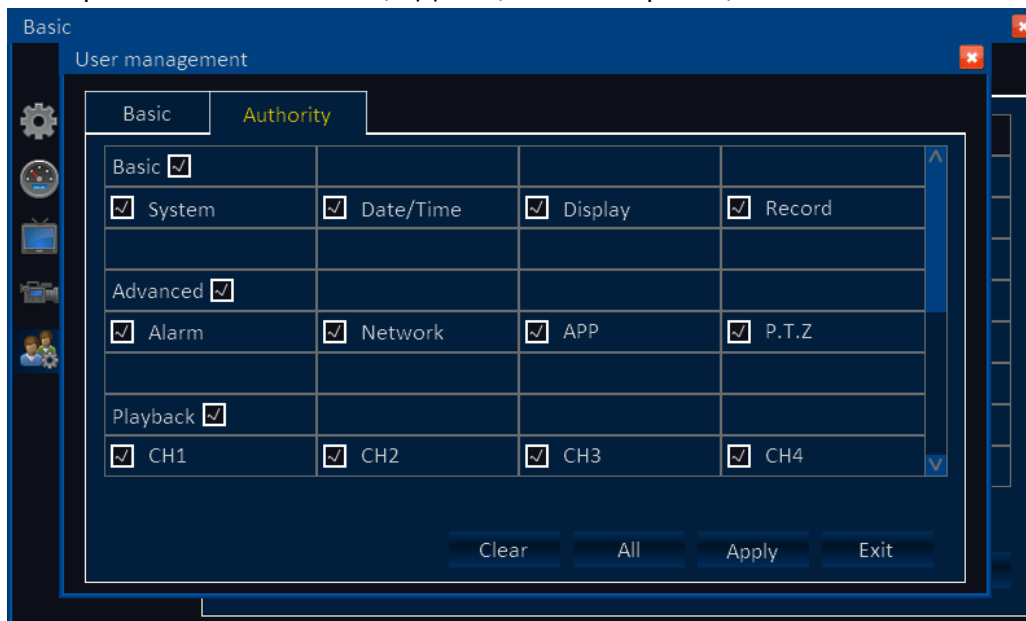 Basic
User management
Basic Authority
Basic
System Date/Time Display Record
Advanced
Alarm Network APP P.T.Z
Playback
CH1 CH2 CH3 CH4
Clear All Apply Exit